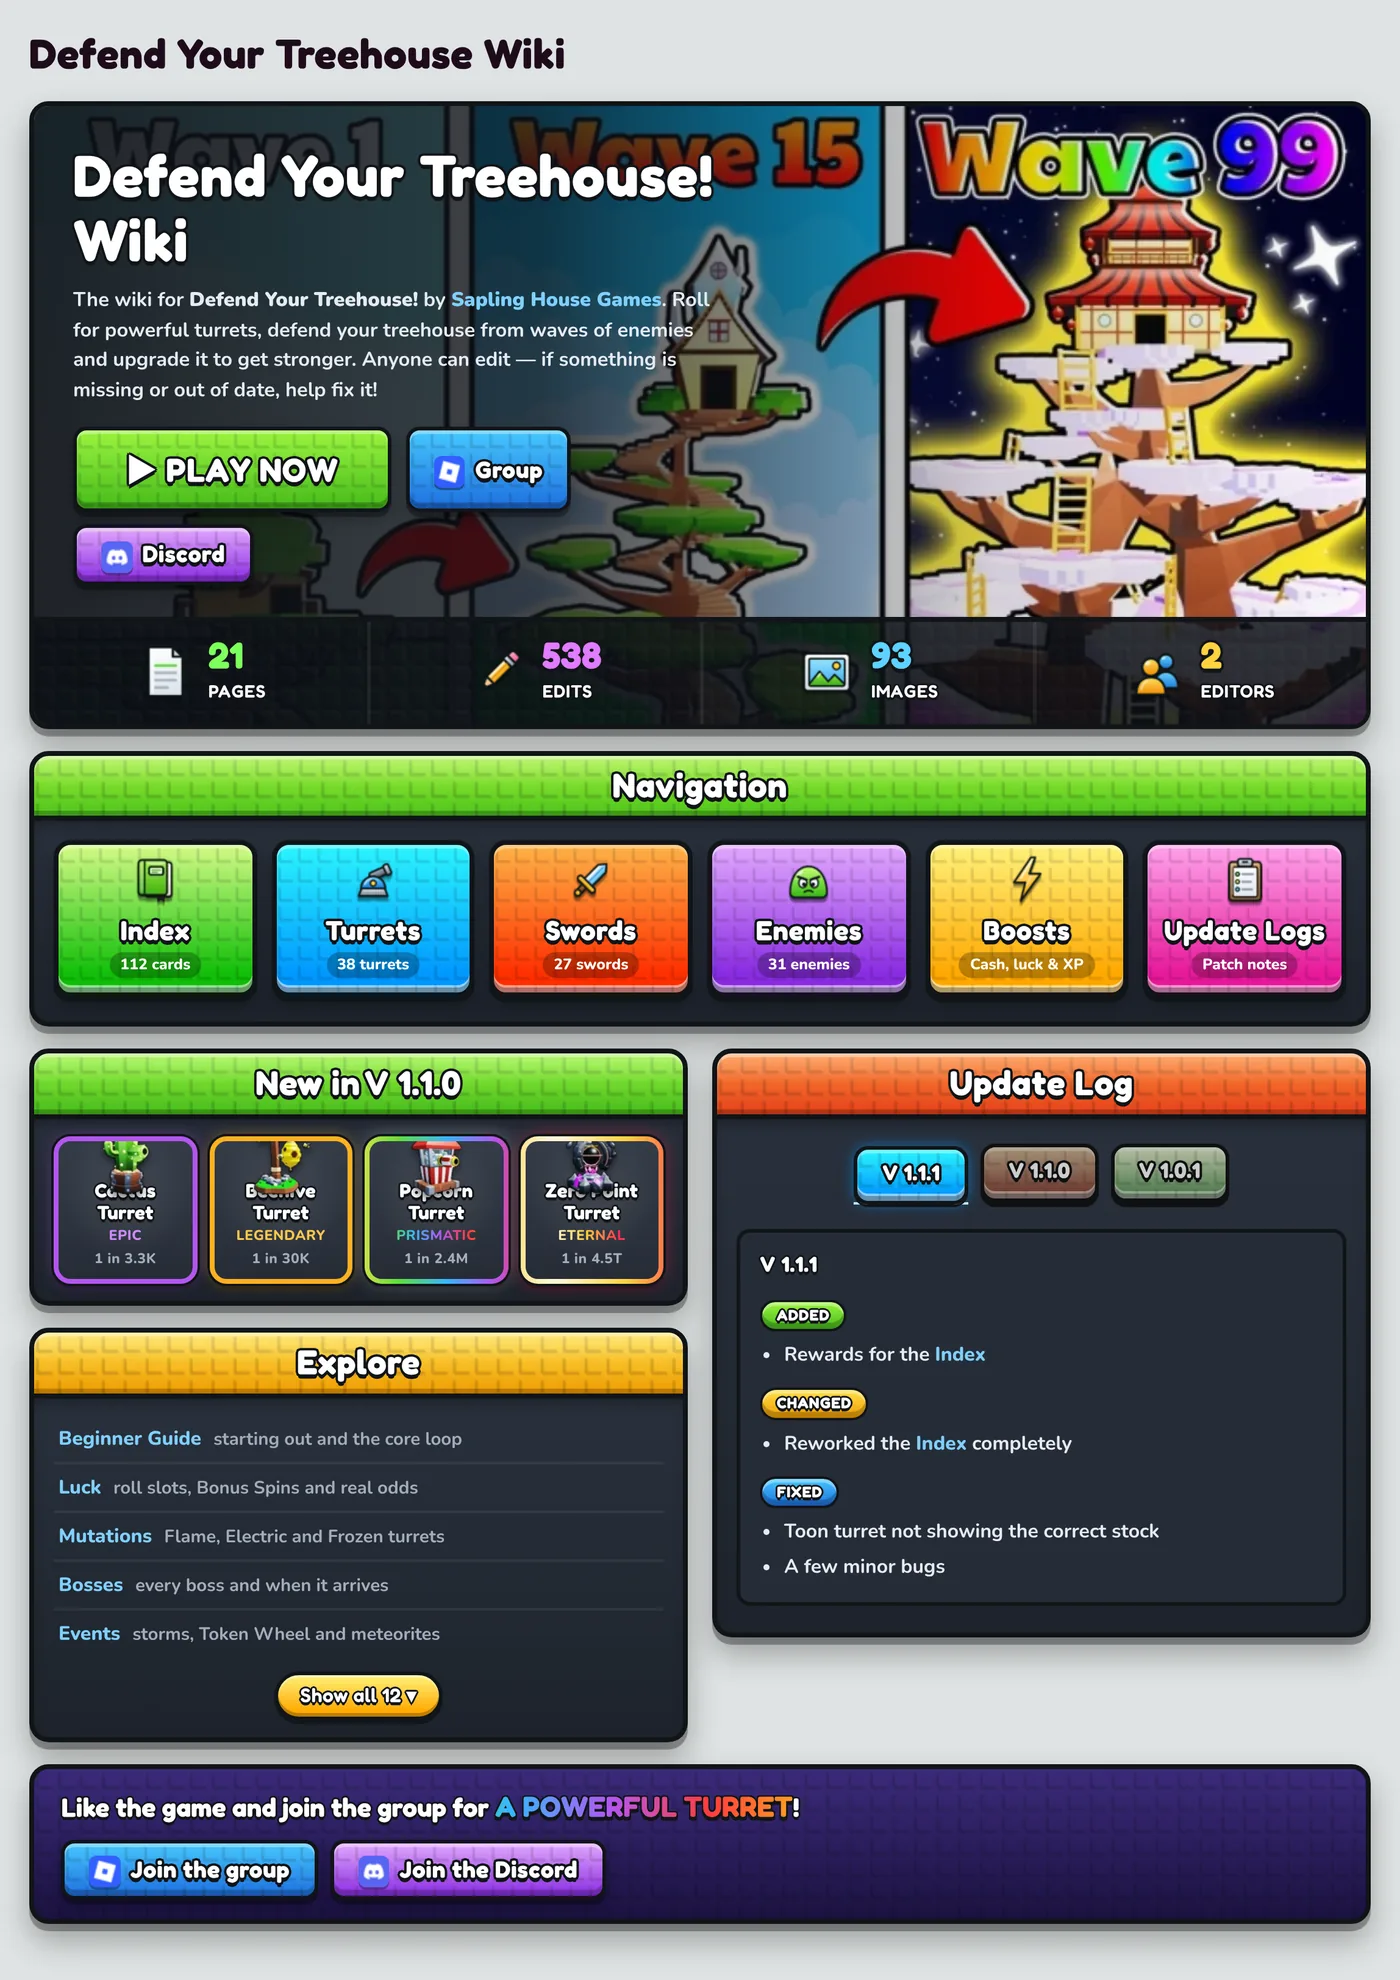 Defend Your Treehouse Wiki
Wave 1
Wave 15
Wave 99
Defend Your Treehouse!
Wiki
The wiki for Defend Your Treehouse! by Sapling House Games. Roll
for powerful turrets, defend your treehouse from waves of enemies
and upgrade it to get stronger. Anyone can edit — if something is
missing or out of date, help fix it!
▶ PLAY NOW
Group
Discord
21
PAGES
538
EDITS
93
IMAGES
2
EDITORS
Navigation
Index
112 cards
Turrets
38 turrets
Swords
27 swords
Enemies
31 enemies
Boosts
Cash, luck & XP
Update Logs
Patch notes
New in V 1.1.0
Cactus
Turret
EPIC
1 in 3.3K
Beehive
Turret
LEGENDARY
1 in 30K
Popcorn
Turret
PRISMATIC
1 in 2.4M
Zero Point
Turret
ETERNAL
1 in 4.5T
Explore
Beginner Guide starting out and the core loop
Luck roll slots, Bonus Spins and real odds
Mutations Flame, Electric and Frozen turrets
Bosses every boss and when it arrives
Events storms, Token Wheel and meteorites
Show all 12 ▼
Update Log
V 1.1.1
V 1.1.0
V 1.0.1
V 1.1.1
ADDED
• Rewards for the Index
CHANGED
• Reworked the Index completely
FIXED
• Toon turret not showing the correct stock
• A few minor bugs
Like the game and join the group for A POWERFUL TURRET!
Join the group
Join the Discord